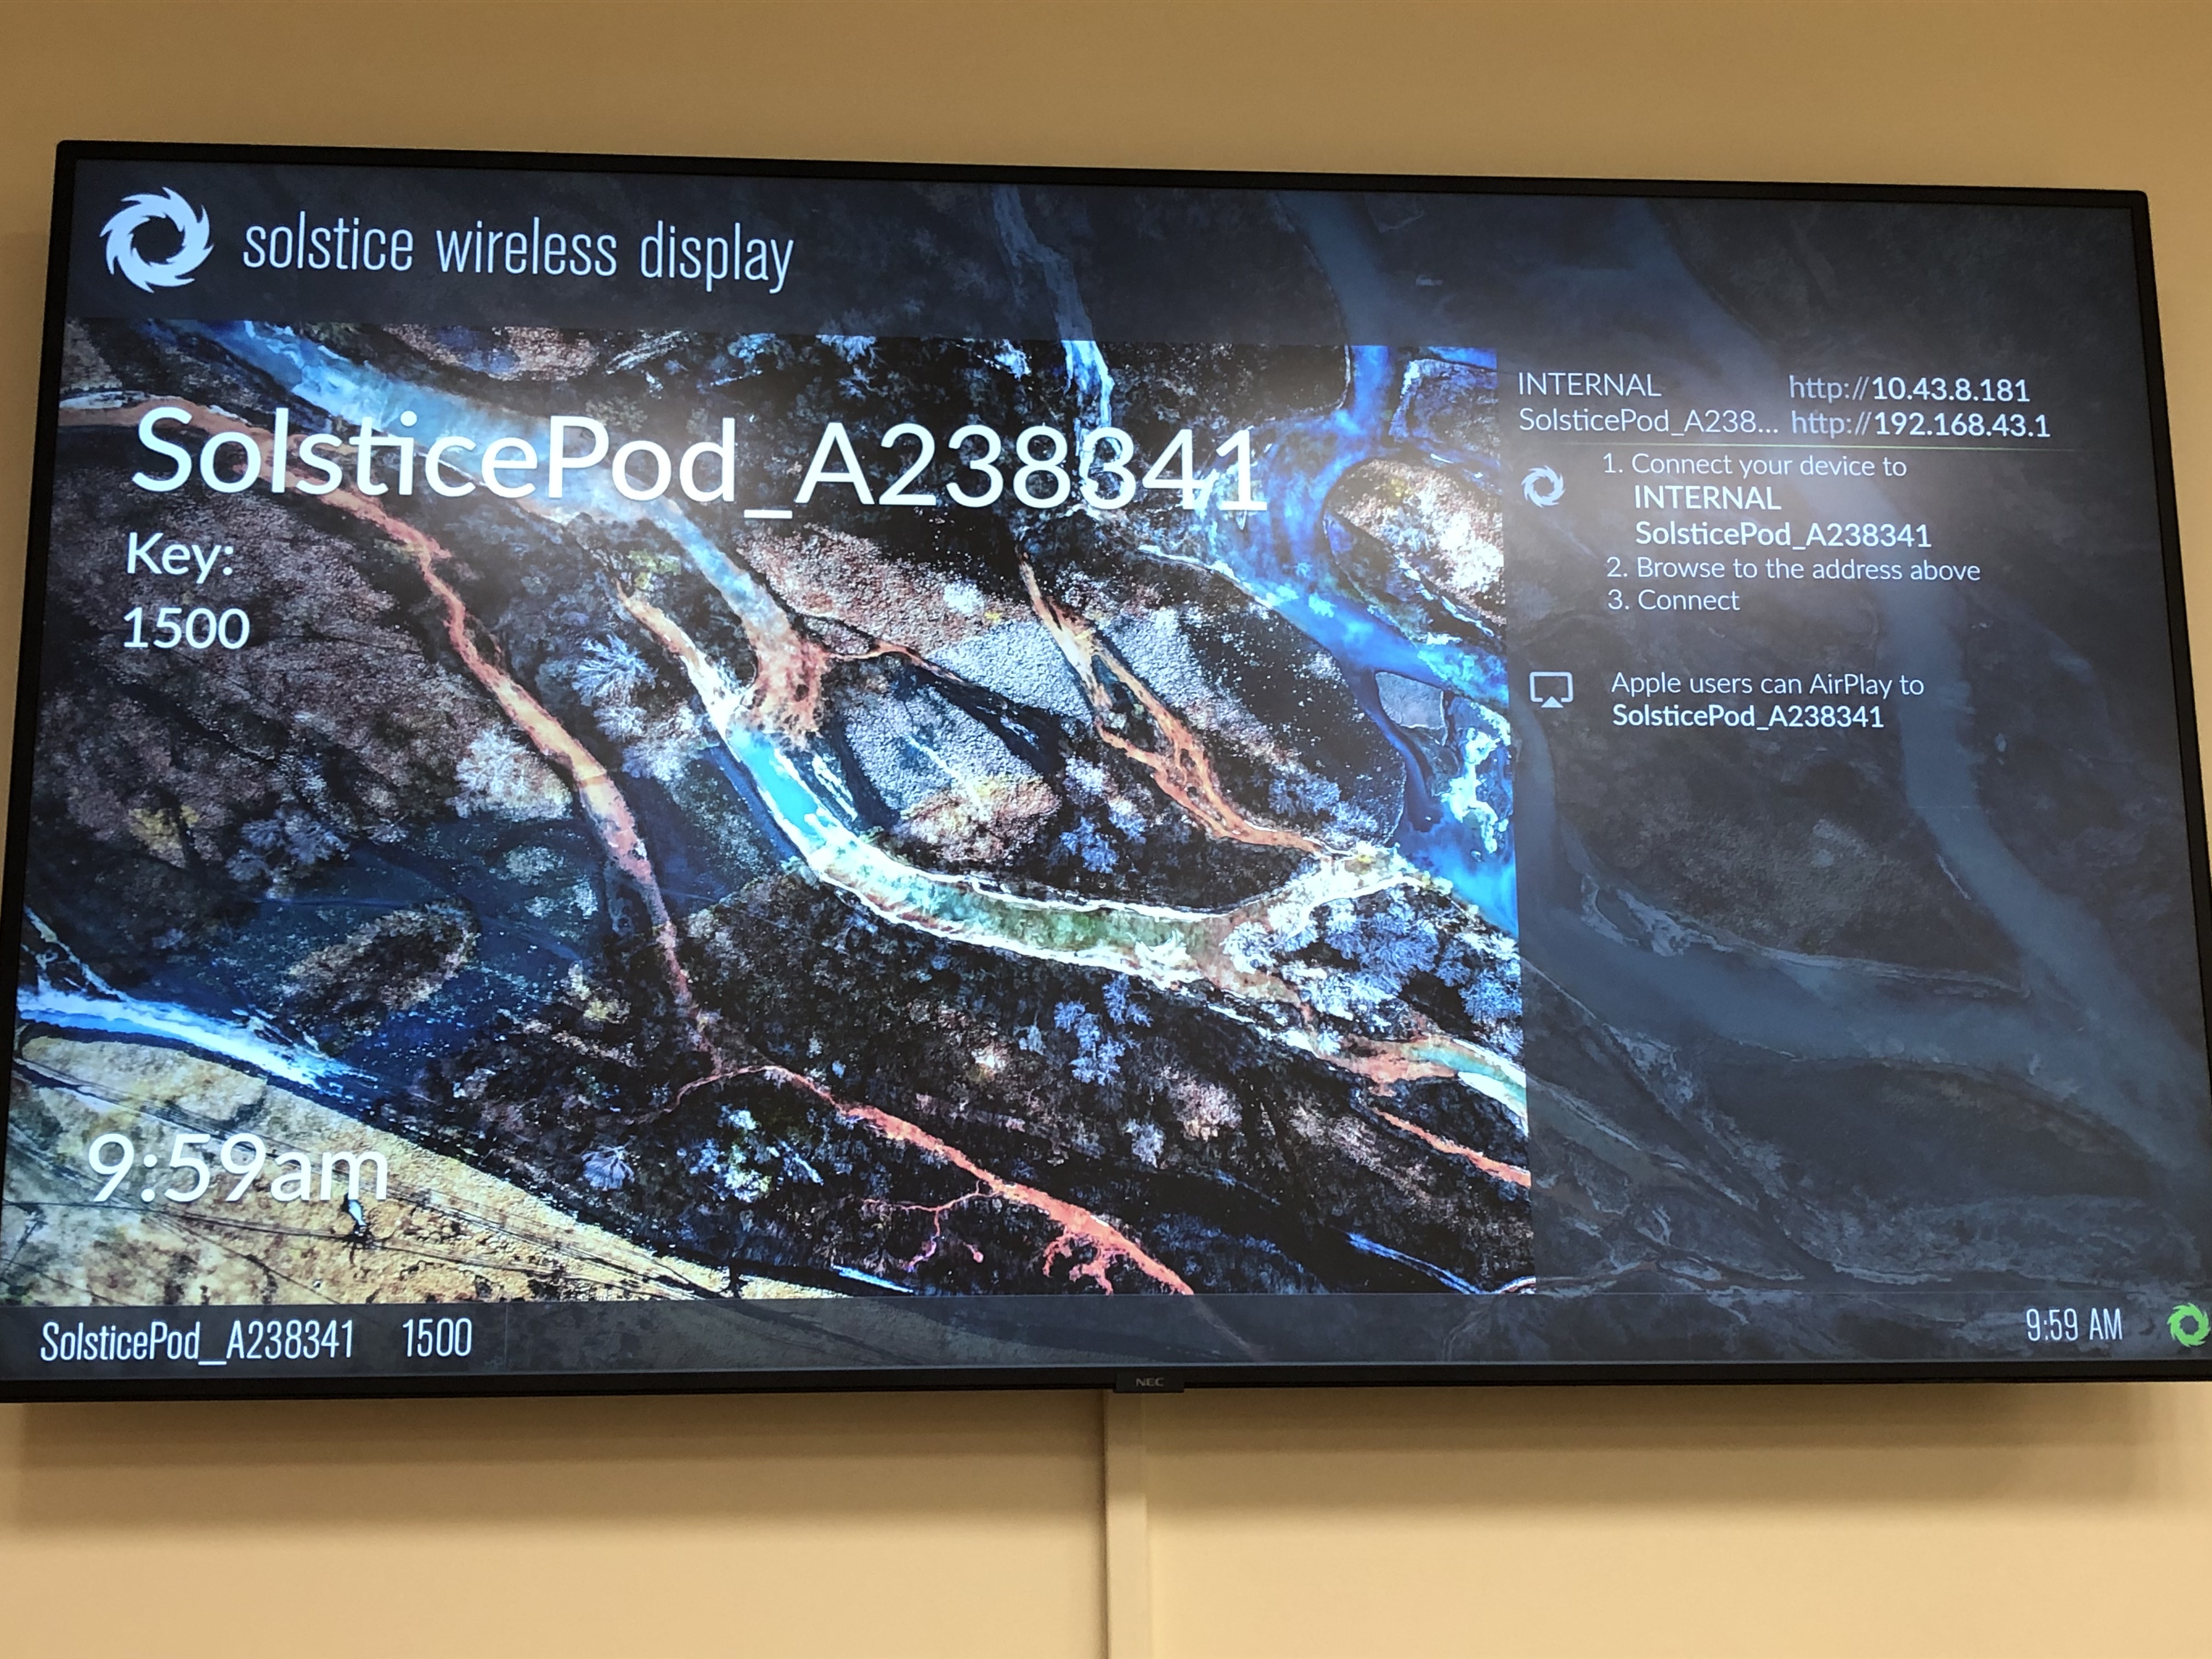 solstice wireless display
SolsticePod_A238341
Key:
1500
9:59am
INTERNAL http://10.43.8.181
SolsticePod_A238... http://192.168.43.1
1. Connect your device to
INTERNAL
SolsticePod_A238341
2. Browse to the address above
3. Connect
Apple users can AirPlay to
SolsticePod_A238341
SolsticePod_A238341 1500
9:59 AM
NEC